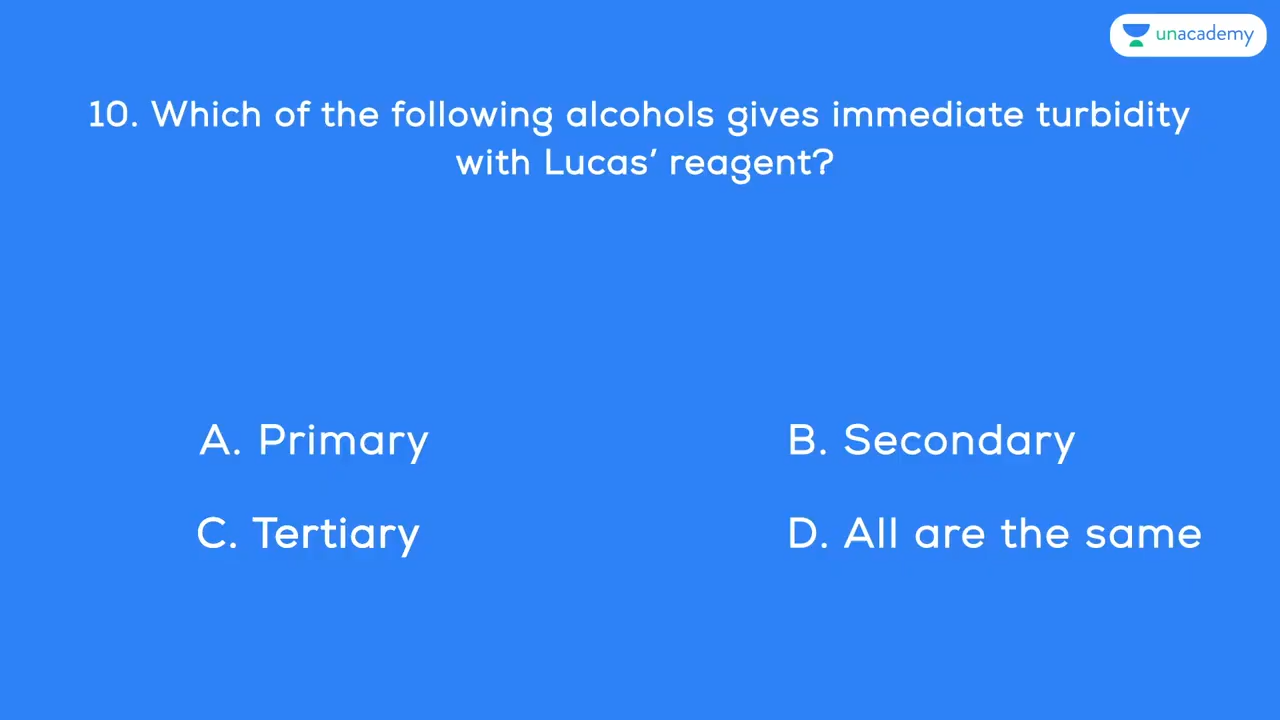 unacademy
10. Which of the following alcohols gives immediate turbidity
with Lucas’ reagent?
A. Primary
B. Secondary
C. Tertiary
D. All are the same